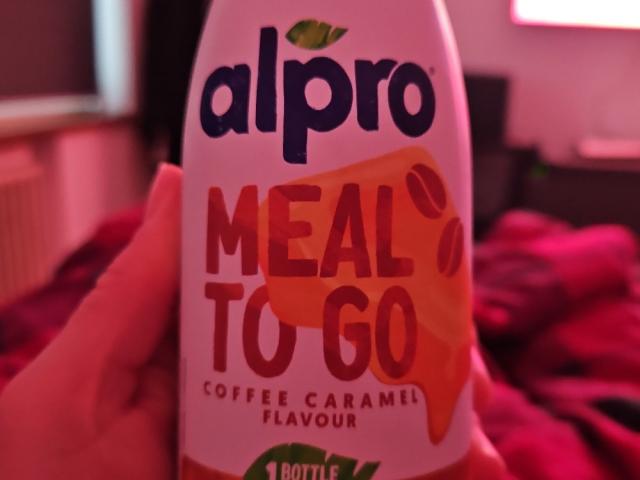 alpro
MEAL
TO GO
COFFEE CARAMEL
FLAVOUR
1 BOTTLE